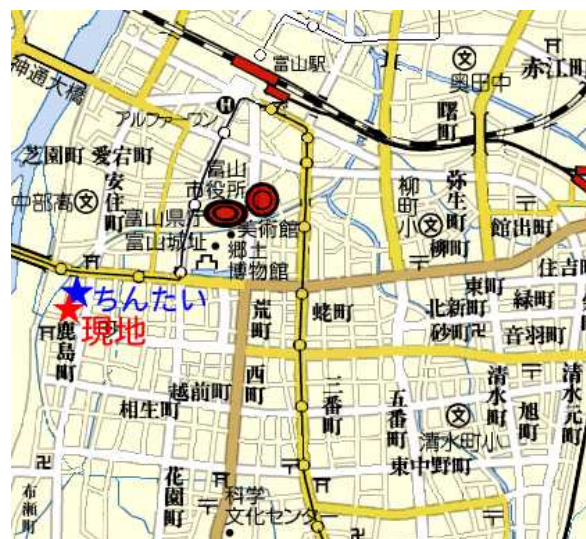 富山駅
神通大橋
アルファーワン
H
奥田中
赤江町
曙町
芝園町
愛宕町
安住町
中部高
富山
市役所
富山県庁
富山城址
美術館
郷土
博物館
柳町小
柳町
弥生町
館出町
住吉町
ちんたい
現地
鹿島町
荒町
蛯町
東町
北新町
緑町
砂町
音羽町
越前町
西町
相生町
二番町
五番町
清水町
旭町
清水元町
清水町小
東中野町
花園町
布瀬町
科学
文化センター